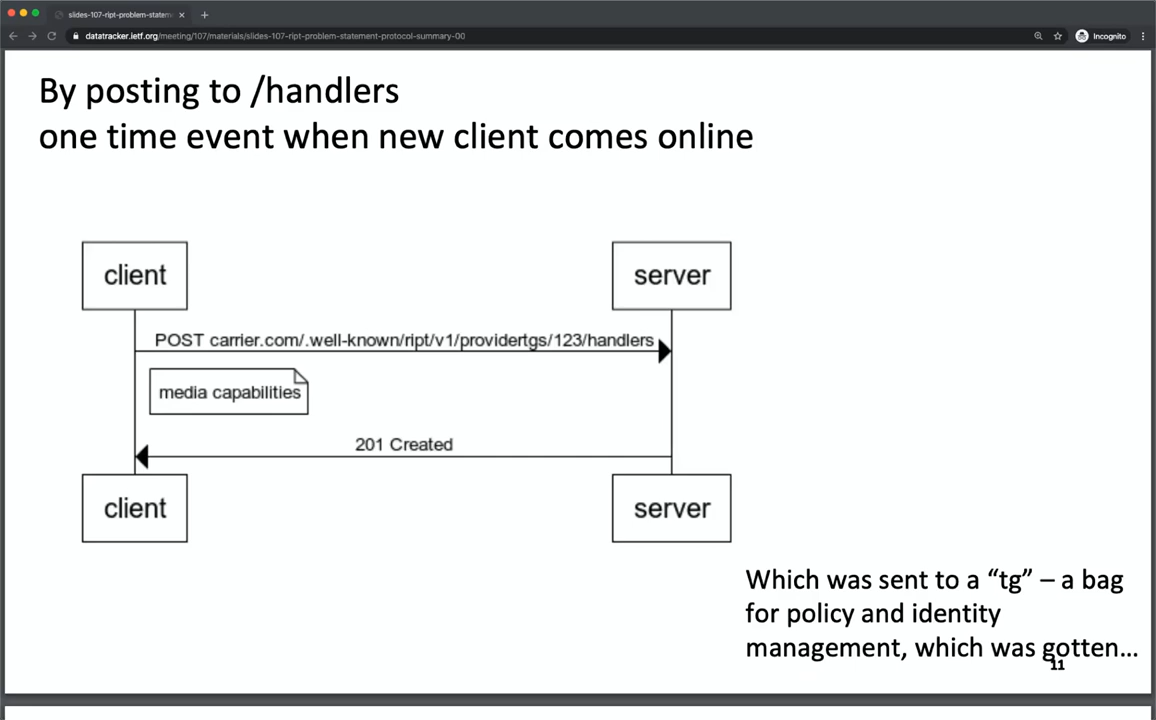 slides-107-ript-problem-statem
datatracker.ietf.org/meeting/107/materials/slides-107-ript-problem-statement-protocol-summary-00
Incognito
By posting to /handlers
one time event when new client comes online
client
server
POST carrier.com/.well-known/ript/v1/providertgs/123/handlers
media capabilities
201 Created
client
server
Which was sent to a “tg” – a bag
for policy and identity
management, which was gotten…
11